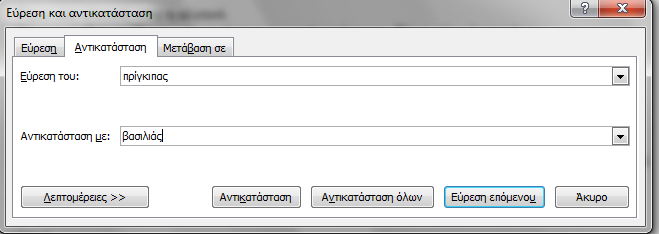 Εύρεση και αντικατάσταση
Εύρεση Αντικατάσταση Μετάβαση σε
Εύρεση του: πρίγκιπας
Αντικατάσταση με: βασιλιάς
Λεπτομέρειες >> Αντικατάσταση Αντικατάσταση όλων Εύρεση επόμενου Άκυρο